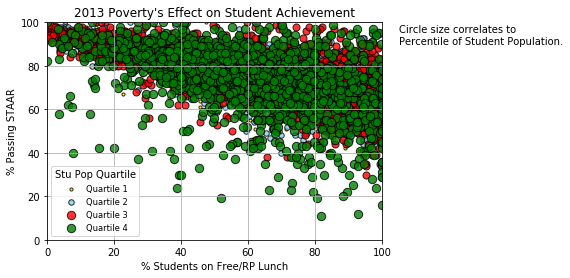 2013 Poverty's Effect on Student Achievement
Circle size correlates to
Percentile of Student Population.
% Passing STAAR
100
80
60
40
20
0
Stu Pop Quartile
Quartile 1
Quartile 2
Quartile 3
Quartile 4
0 20 40 60 80 100
% Students on Free/RP Lunch